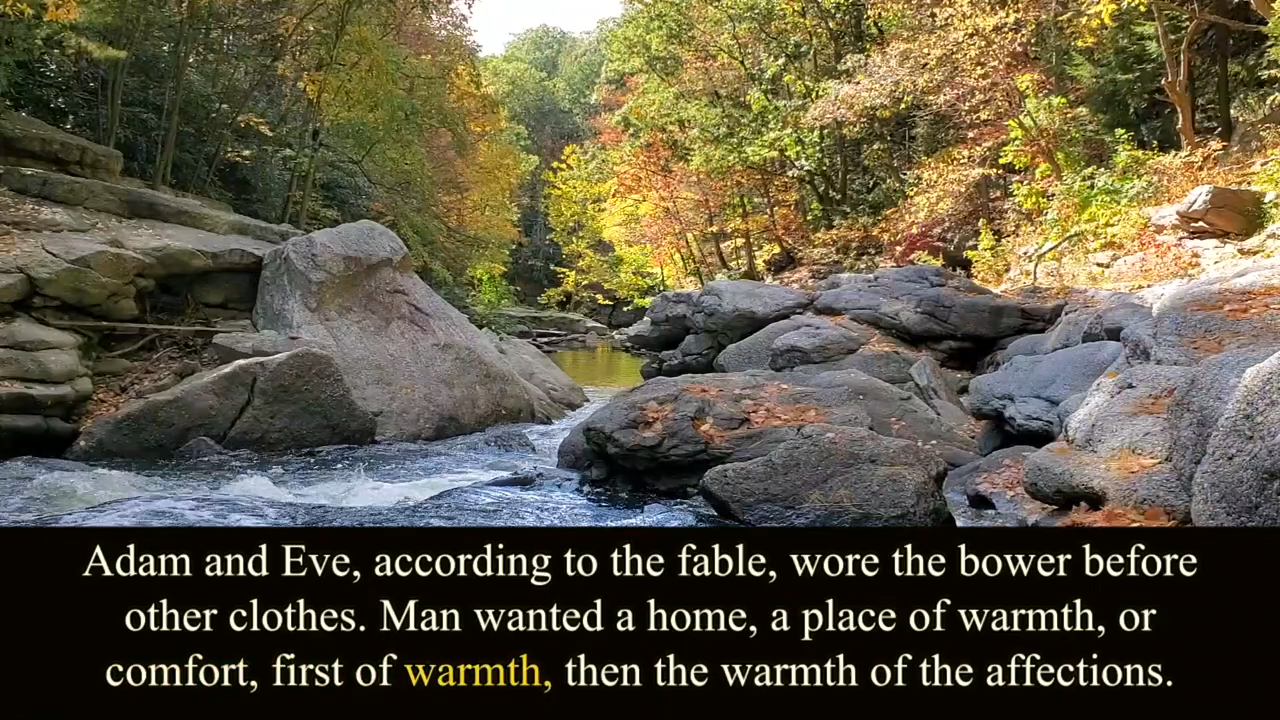 Adam and Eve, according to the fable, wore the bower before
other clothes. Man wanted a home, a place of warmth, or
comfort, first of warmth, then the warmth of the affections.